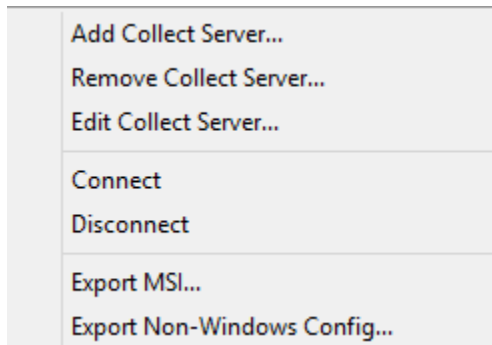 Add Collect Server...
Remove Collect Server...
Edit Collect Server...
Connect
Disconnect
Export MSI...
Export Non-Windows Config...